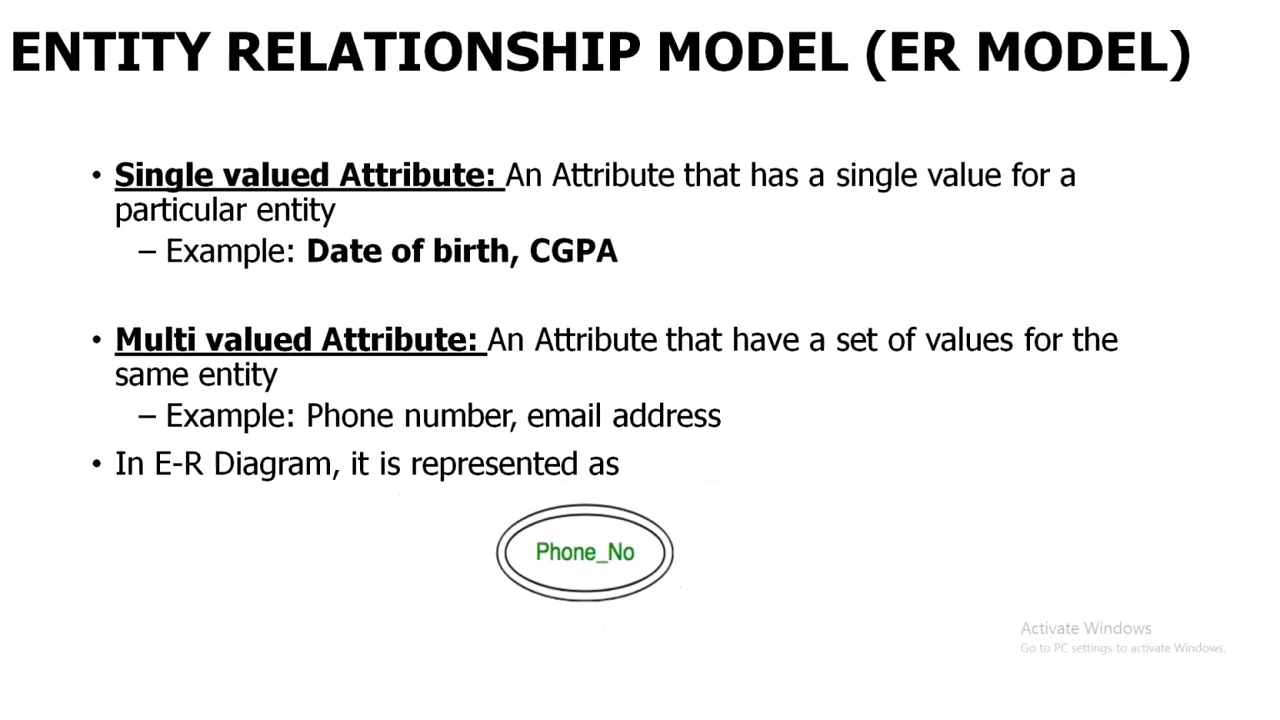 ENTITY RELATIONSHIP MODEL (ER MODEL)
• Single valued Attribute: An Attribute that has a single value for a
particular entity
– Example: Date of birth, CGPA
• Multi valued Attribute: An Attribute that have a set of values for the
same entity
– Example: Phone number, email address
• In E-R Diagram, it is represented as
Phone_No
Activate Windows
Go to PC settings to activate Windows.